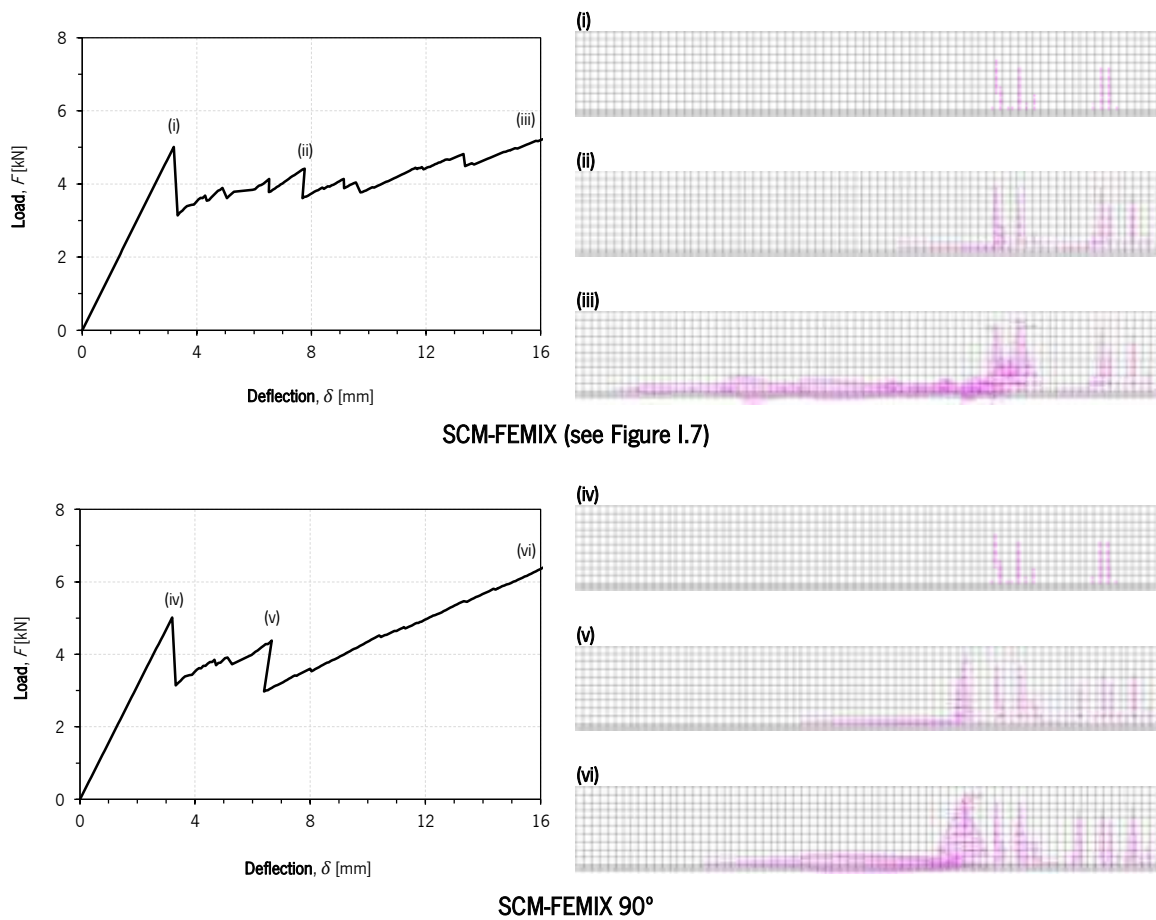 8
6
4
2
0
Load, F [kN]
(i)
(ii)
(iii)
0 4 8 12 16
Deflection, δ [mm]
(i)
(ii)
(iii)
SCM-FEMIX (see Figure I.7)
8
6
4
2
0
Load, F [kN]
(iv)
(v)
(vi)
0 4 8 12 16
Deflection, δ [mm]
(iv)
(v)
(vi)
SCM-FEMIX 90º